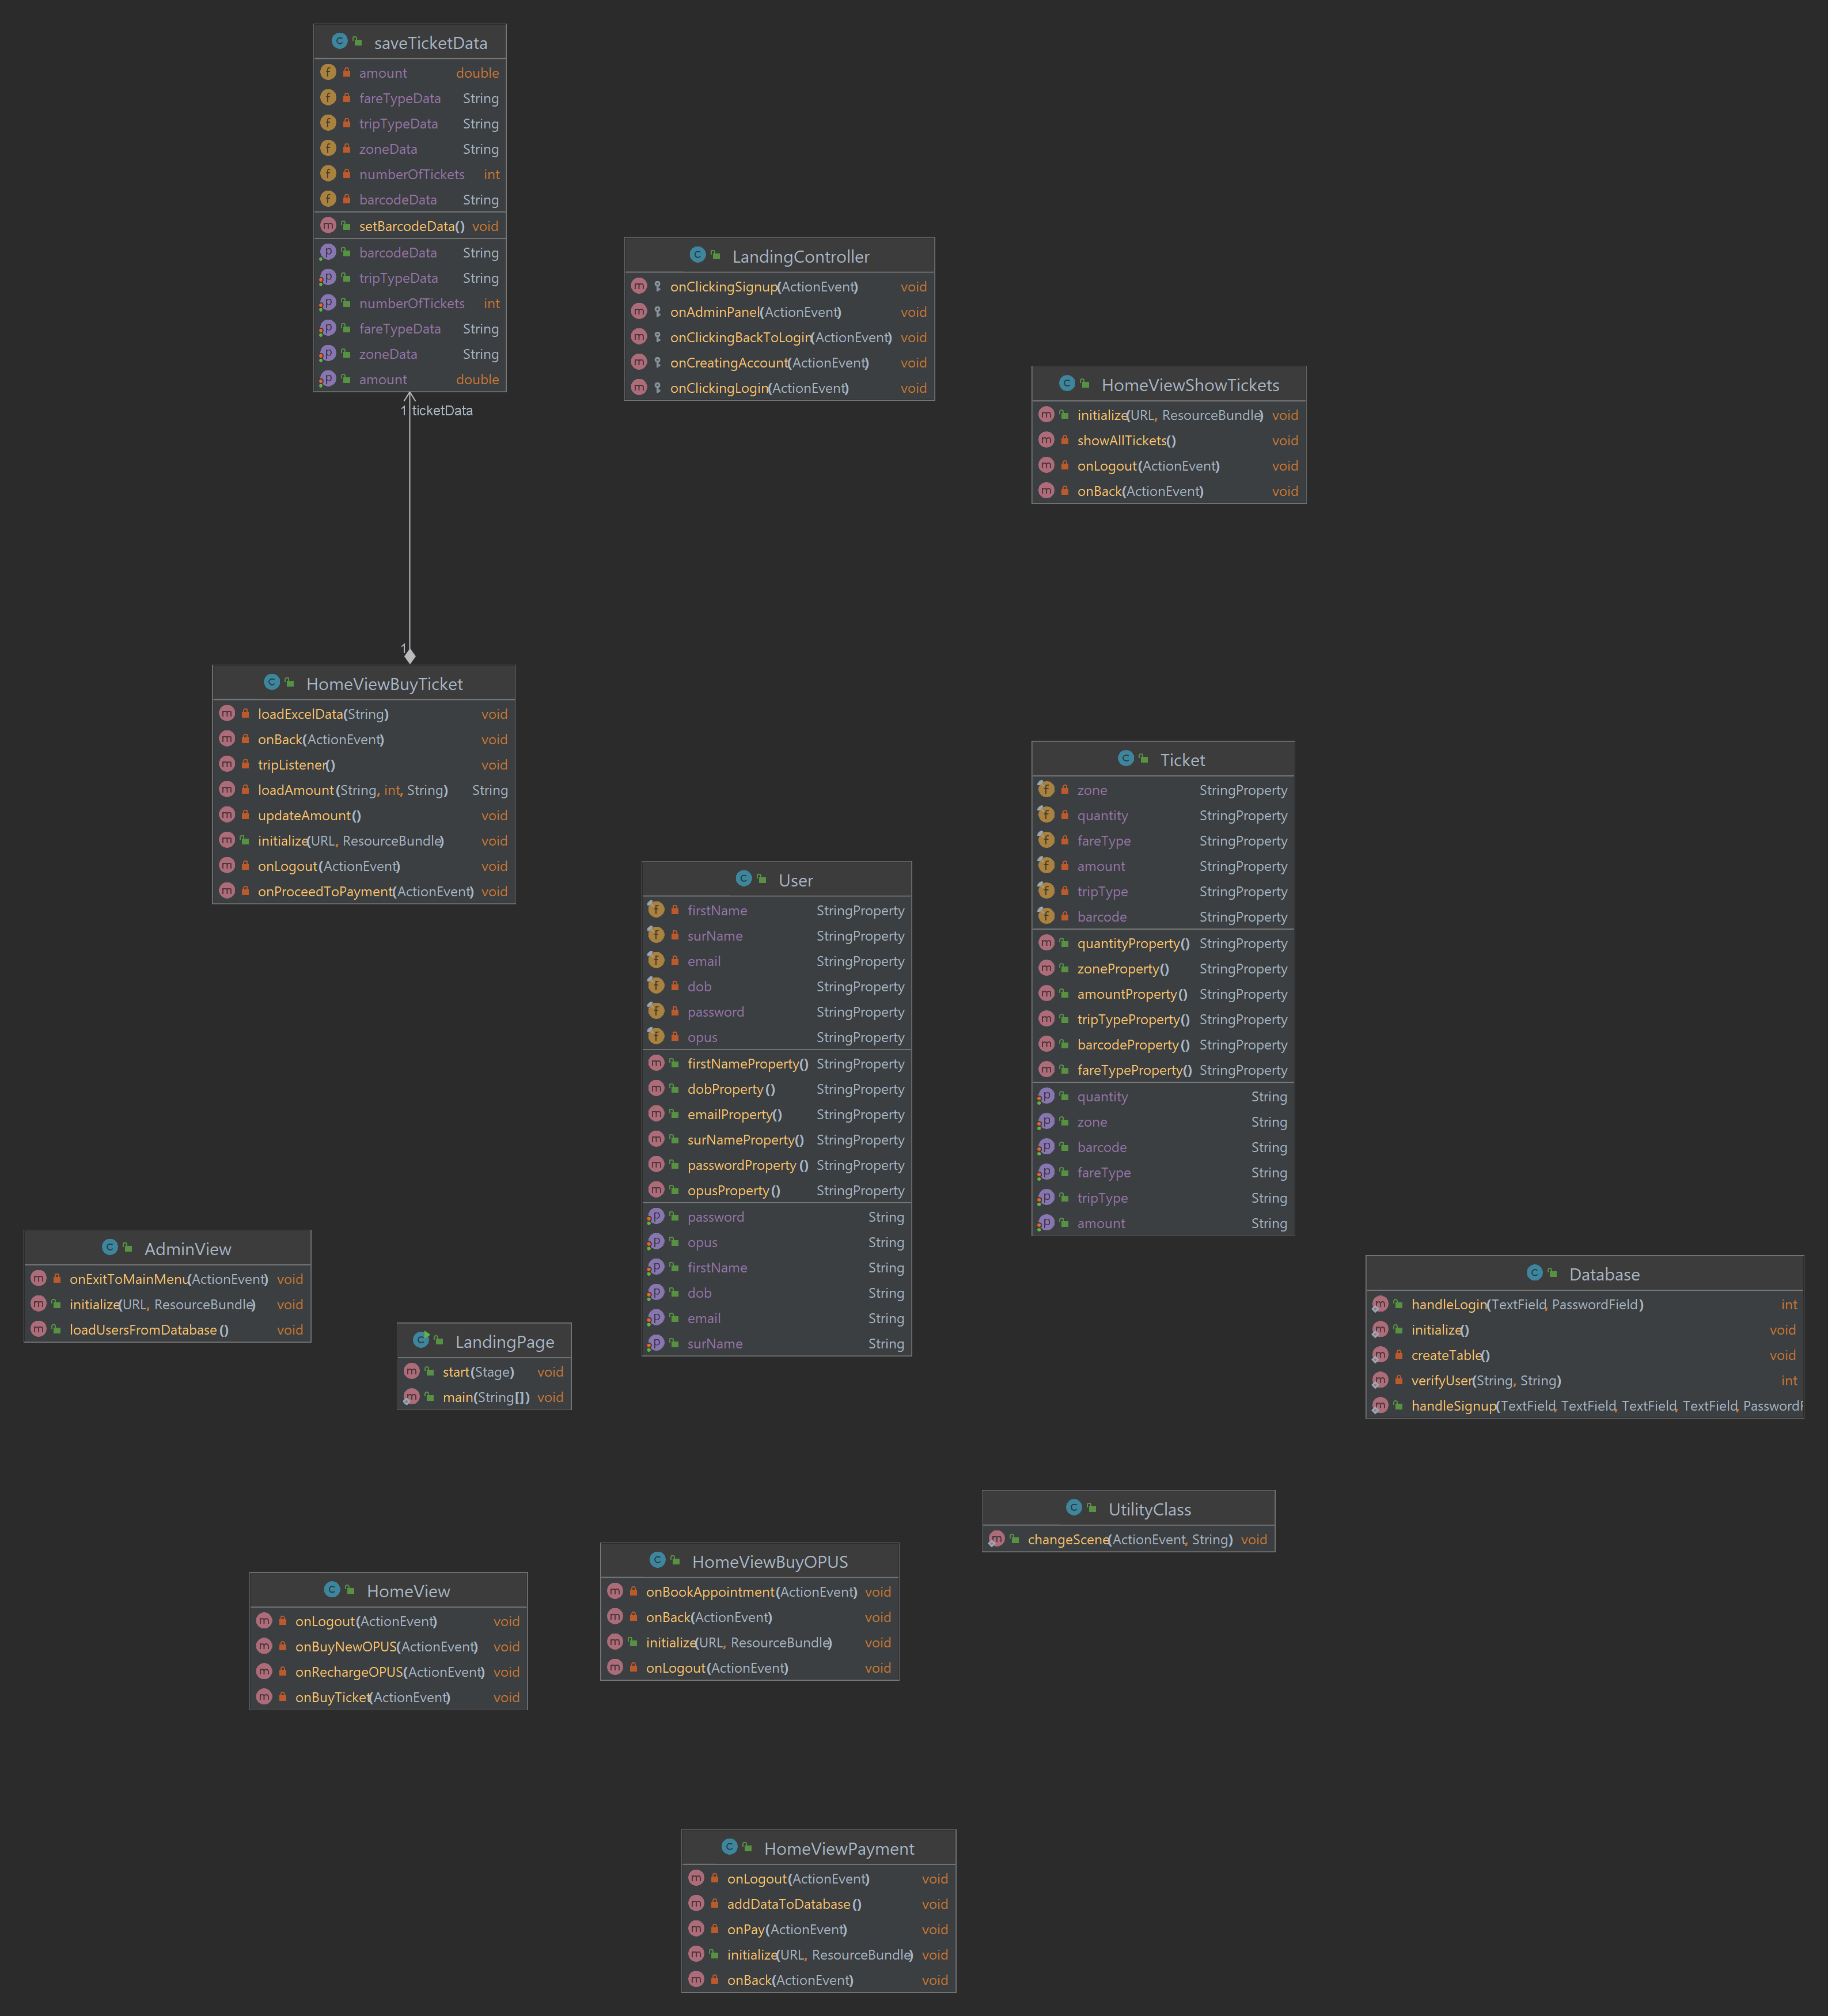 saveTicketData
amount double
fareTypeData String
tripTypeData String
zoneData String
numberOfTickets int
barcodeData String
setBarcodeData() void
barcodeData String
tripTypeData String
numberOfTickets int
fareTypeData String
zoneData String
amount double
1 ticketData
1
LandingController
onClickingSignup(ActionEvent) void
onAdminPanel(ActionEvent) void
onClickingBackToLogin(ActionEvent) void
onCreatingAccount(ActionEvent) void
onClickingLogin(ActionEvent) void
HomeViewShowTickets
initialize(URL, ResourceBundle) void
showAllTickets() void
onLogout(ActionEvent) void
onBack(ActionEvent) void
HomeViewBuyTicket
loadExcelData(String) void
onBack(ActionEvent) void
tripListener() void
loadAmount(String, int, String) String
updateAmount() void
initialize(URL, ResourceBundle) void
onLogout(ActionEvent) void
onProceedToPayment(ActionEvent) void
Ticket
zone StringProperty
quantity StringProperty
fareType StringProperty
amount StringProperty
tripType StringProperty
barcode StringProperty
quantityProperty() StringProperty
zoneProperty() StringProperty
amountProperty() StringProperty
tripTypeProperty() StringProperty
barcodeProperty() StringProperty
fareTypeProperty() StringProperty
quantity String
zone String
barcode String
fareType String
tripType String
amount String
User
firstName StringProperty
surName StringProperty
email StringProperty
dob StringProperty
password StringProperty
opus StringProperty
firstNameProperty() StringProperty
dobProperty() StringProperty
emailProperty() StringProperty
surNameProperty() StringProperty
passwordProperty() StringProperty
opusProperty() StringProperty
password String
opus String
firstName String
dob String
email String
surName String
AdminView
onExitToMainMenu(ActionEvent) void
initialize(URL, ResourceBundle) void
loadUsersFromDatabase() void
LandingPage
start(Stage) void
main(String[]) void
Database
handleLogin(TextField, PasswordField) int
initialize() void
createTable() void
verifyUser(String, String) int
handleSignup(TextField, TextField, TextField, TextField, PasswordF
UtilityClass
changeScene(ActionEvent, String) void
HomeViewBuyOPUS
onBookAppointment(ActionEvent) void
onBack(ActionEvent) void
initialize(URL, ResourceBundle) void
onLogout(ActionEvent) void
HomeView
onLogout(ActionEvent) void
onBuyNewOPUS(ActionEvent) void
onRechargeOPUS(ActionEvent) void
onBuyTicket(ActionEvent) void
HomeViewPayment
onLogout(ActionEvent) void
addDataToDatabase() void
onPay(ActionEvent) void
initialize(URL, ResourceBundle) void
onBack(ActionEvent) void